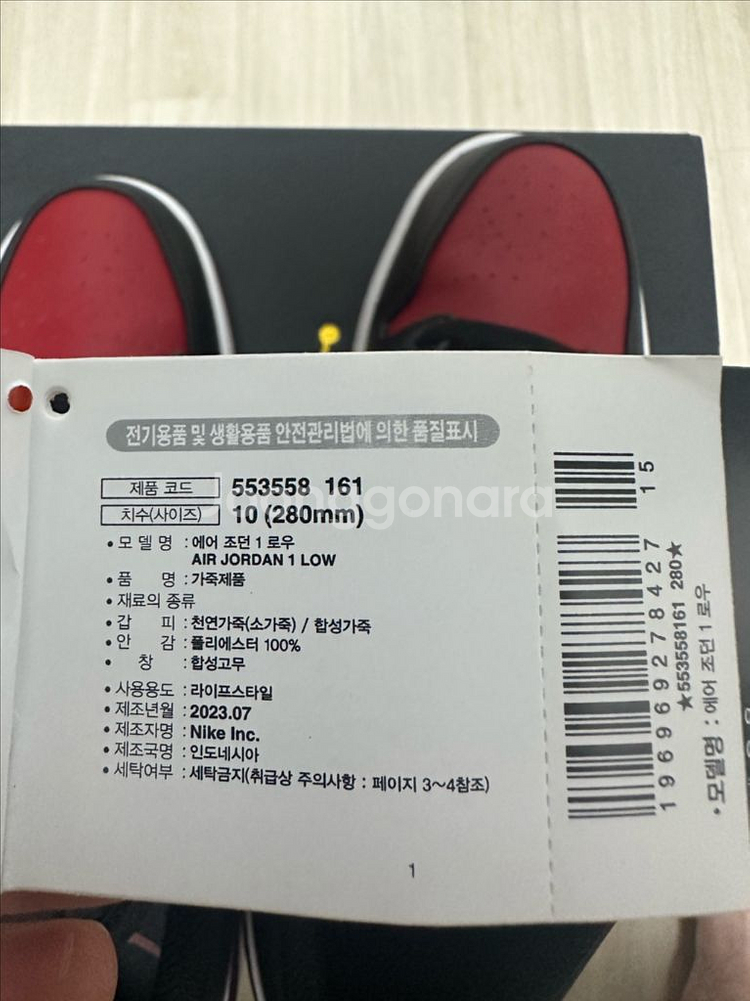 전기용품 및 생활용품 안전관리법에 의한 품질표시
제품 코드 553558 161
치수(사이즈) 10 (280mm)
• 모 델 명 : 에어 조던 1 로우
AIR JORDAN 1 LOW
• 품 명 : 가죽제품
• 재료의 종류
• 갑 피 : 천연가죽(소가죽) / 합성가죽
• 안 감 : 폴리에스터 100%
• 창 : 합성고무
• 사용용도 : 라이프스타일
• 제조년월 : 2023.07
• 제조자명 : Nike Inc.
• 제조국명 : 인도네시아
• 세탁여부 : 세탁금지(취급상 주의사항 : 페이지 3~4참조)
1
15
196969278427
★553558161 280★
• 모델명 : 에어 조던 1 로우